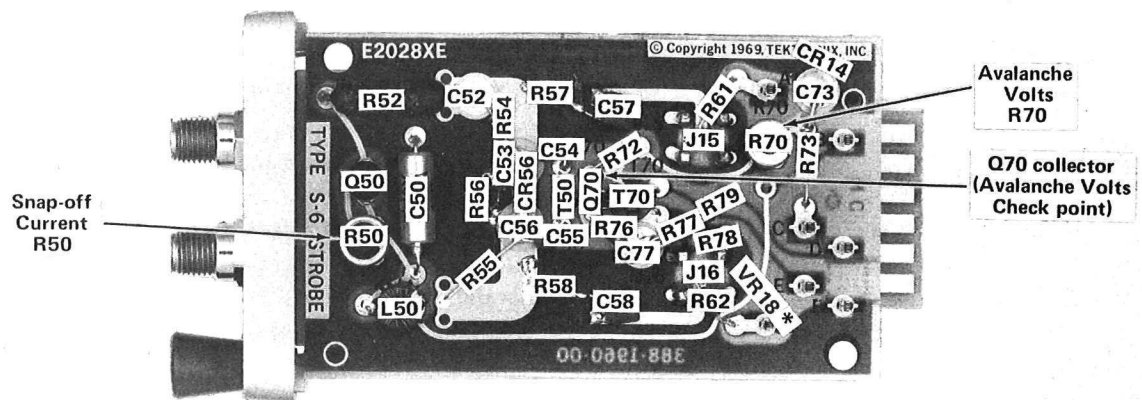 E2028XE
© Copyright 1969, TEKTRONIX, INC
CR14
Avalanche
Volts
R70
R52
C52
R54
R57
C57
R61
C73
J15
R70
R73
TYPE S-6 /STROBE
Q50
C50
C53
R56
CR56
C54
T50
Q70
R72
T70
Q70 collector
(Avalanche Volts
Check point)
Snap-off
Current
R50
R50
C56
C55
R76
R77
C77
R79
R78
R55
J16
C
D
E
L50
R58
C58
R62
VR18 *
388-1960-00